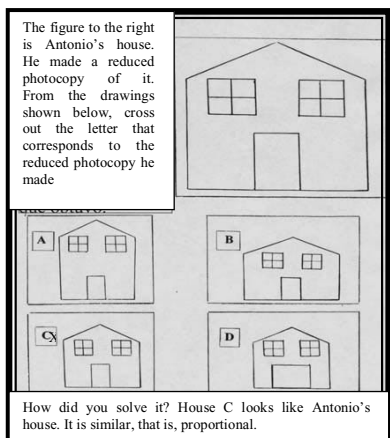 The figure to the right
is Antonio’s house.
He made a reduced
photocopy of it.
From the drawings
shown below, cross
out the letter that
corresponds to the
reduced photocopy he
made
A
B
C
D
How did you solve it? House C looks like Antonio’s
house. It is similar, that is, proportional.